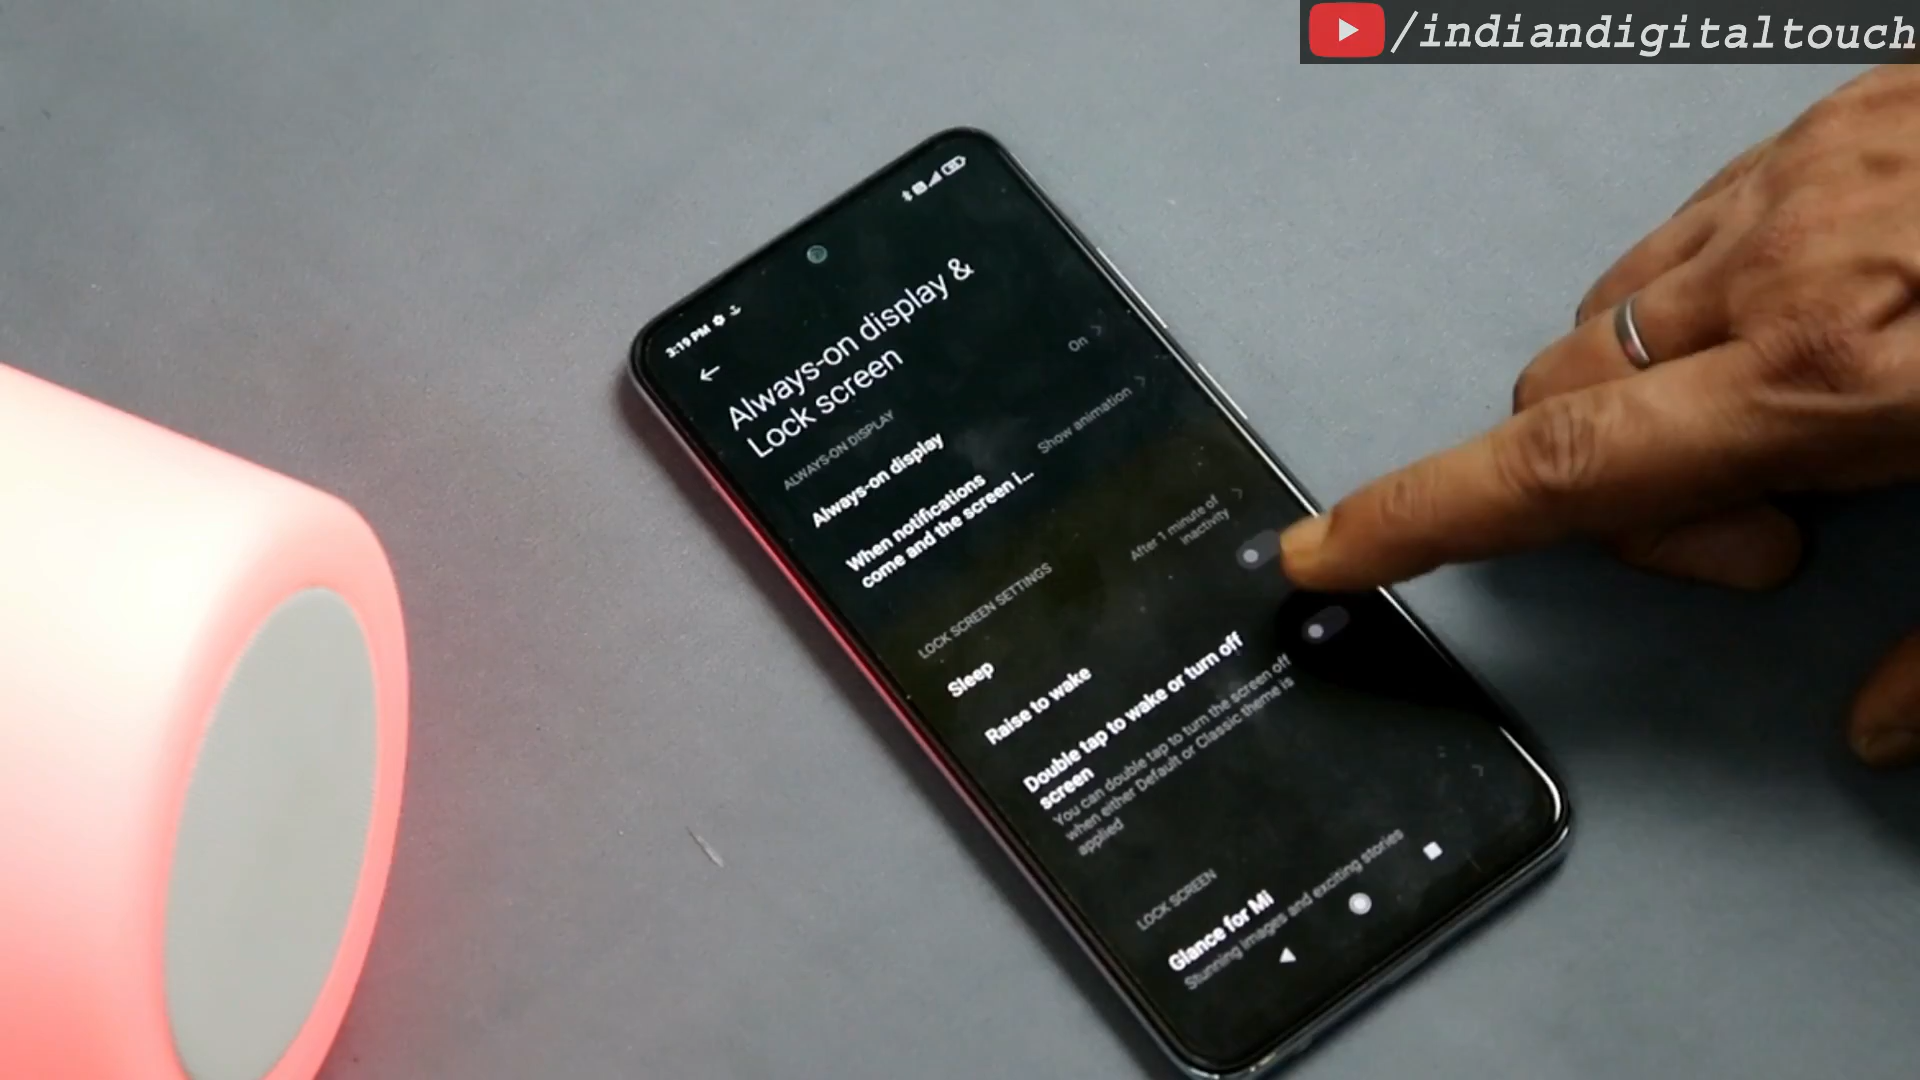 /indiandigitaltouch
3:19 PM
Always-on display &
Lock screen
ALWAYS-ON DISPLAY
Always-on display
On
When notifications
come and the screen i...
Show animation
LOCK SCREEN SETTINGS
Sleep
After 1 minute of
inactivity
Raise to wake
Double tap to wake or turn off
screen
You can double tap to turn the screen off
when either Default or Classic theme is
applied
LOCK SCREEN
Glance for Mi
Stunning images and exciting stories